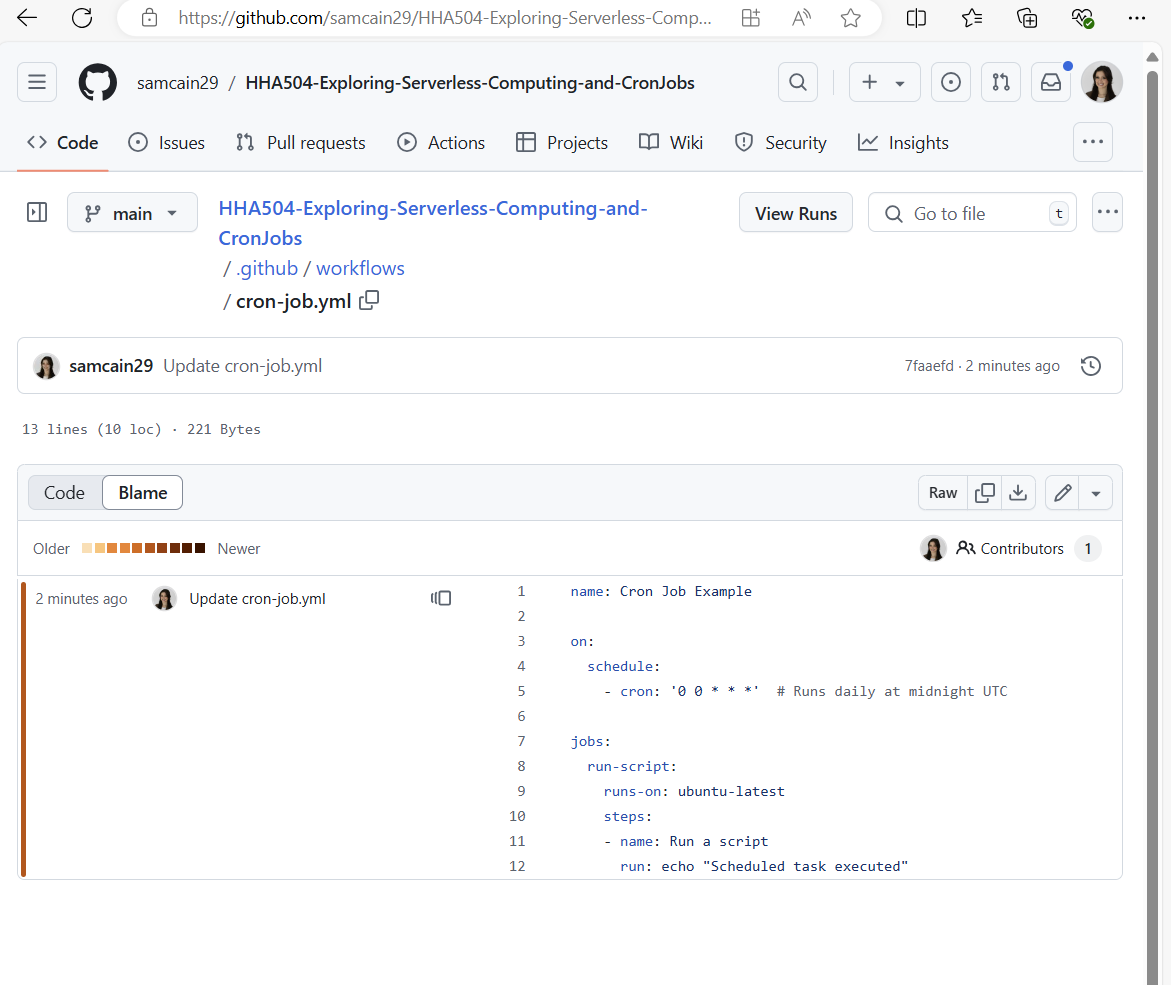 https://github.com/samcain29/HHA504-Exploring-Serverless-Comp...
samcain29 / HHA504-Exploring-Serverless-Computing-and-CronJobs
Code Issues Pull requests Actions Projects Wiki Security Insights
main
HHA504-Exploring-Serverless-Computing-and-
CronJobs
/ .github / workflows
/ cron-job.yml
View Runs
Go to file t
samcain29 Update cron-job.yml
7faaefd · 2 minutes ago
13 lines (10 loc) · 221 Bytes
Code Blame
Raw
Older Newer
Contributors 1
2 minutes ago Update cron-job.yml
1 name: Cron Job Example
2
3 on:
4 schedule:
5 - cron: '0 0 * * *' # Runs daily at midnight UTC
6
7 jobs:
8 run-script:
9 runs-on: ubuntu-latest
10 steps:
11 - name: Run a script
12 run: echo "Scheduled task executed"